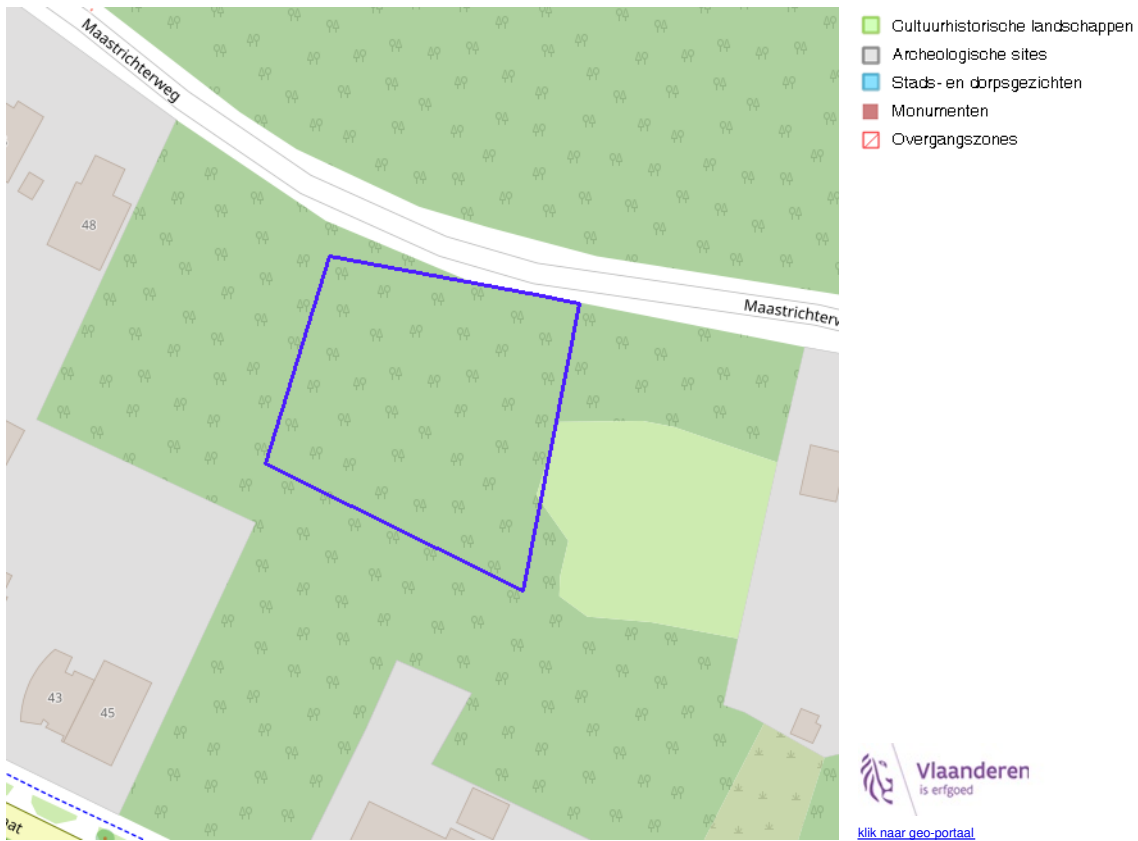 Maastrichterweg
48
Maastrichterw
43
45
aat
Cultuurhistorische landschappen
Archeologische sites
Stads- en dorpsgezichten
Monumenten
Overgangszones
Vlaanderen
is erfgoed
klik naar geo-portaal